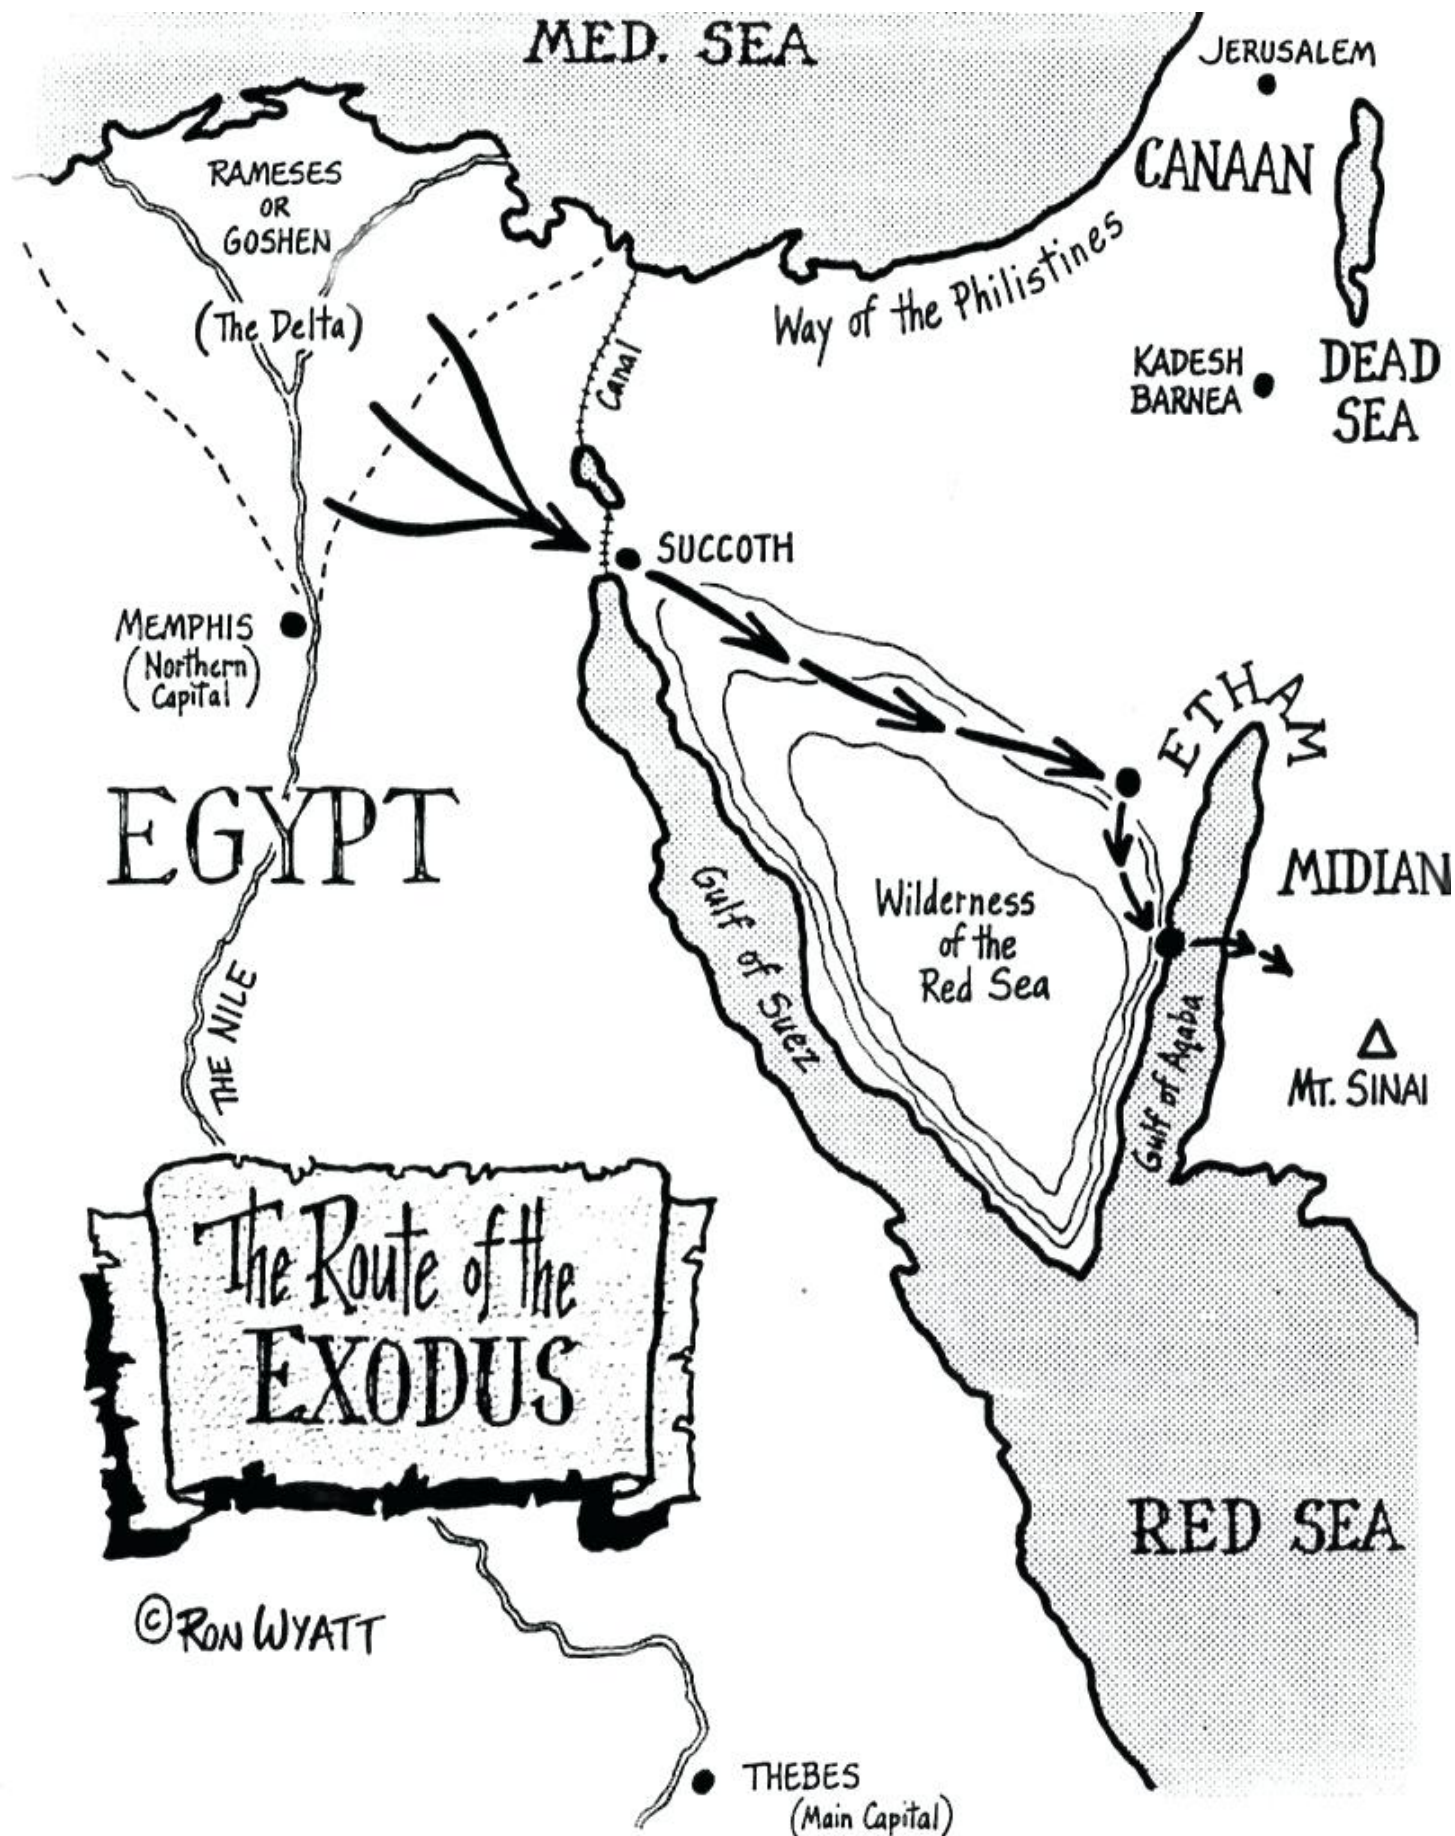 MED. SEA
JERUSALEM
CANAAN
RAMESES
OR
GOSHEN
(The Delta)
Way of the Philistines
Canal
KADESH
BARNEA
DEAD
SEA
SUCCOTH
MEMPHIS
(Northern
Capital)
ETHAM
EGYPT
MIDIAN
Gulf of Suez
Wilderness
of the
Red Sea
THE NILE
Gulf of Aqaba
MT. SINAI
The Route of the
EXODUS
RED SEA
© RON WYATT
THEBES
(Main Capital)